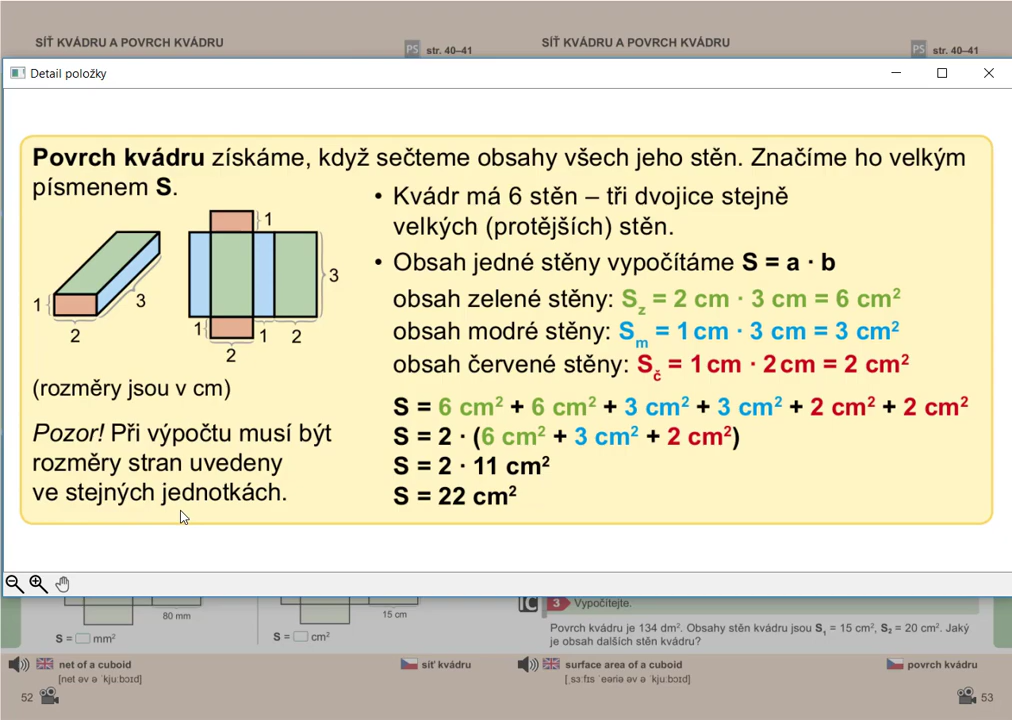 SÍŤ KVÁDRU A POVRCH KVÁDRU
PS str. 40–41
SÍŤ KVÁDRU A POVRCH KVÁDRU
PS str. 40–41
Detail položky
Povrch kvádru získáme, když sečteme obsahy všech jeho stěn. Značíme ho velkým
písmenem S.
1
3
2
1
3
1
1
2
2
(rozměry jsou v cm)
Pozor! Při výpočtu musí být
rozměry stran uvedeny
ve stejných jednotkách.
• Kvádr má 6 stěn – tři dvojice stejně
velkých (protějších) stěn.
• Obsah jedné stěny vypočítáme S = a · b
obsah zelené stěny: Sz = 2 cm · 3 cm = 6 cm²
obsah modré stěny: Sm = 1 cm · 3 cm = 3 cm²
obsah červené stěny: Sč = 1 cm · 2 cm = 2 cm²
S = 6 cm² + 6 cm² + 3 cm² + 3 cm² + 2 cm² + 2 cm²
S = 2 · (6 cm² + 3 cm² + 2 cm²)
S = 2 · 11 cm²
S = 22 cm²
80 mm
15 cm
S = mm²
S = cm²
3 Vypočítejte.
Povrch kvádru je 134 dm². Obsahy stěn kvádru jsou S₁ = 15 cm², S₂ = 20 cm². Jaký
je obsah dalších stěn kvádru?
net of a cuboid
[net əv ə ˈkjuːbɔɪd]
síť kvádru
surface area of a cuboid
[ˌsɜːfɪs ˈeəriə əv ə ˈkjuːbɔɪd]
povrch kvádru
52
53